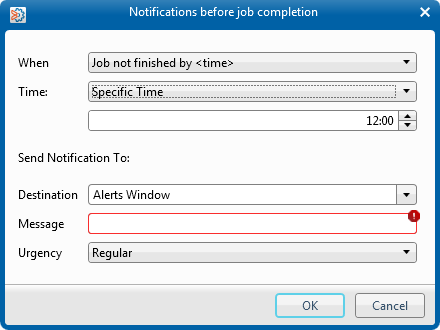 Notifications before job completion
When Job not finished by <time>
Time: Specific Time
12:00
Send Notification To:
Destination Alerts Window
Message
Urgency Regular
OK Cancel